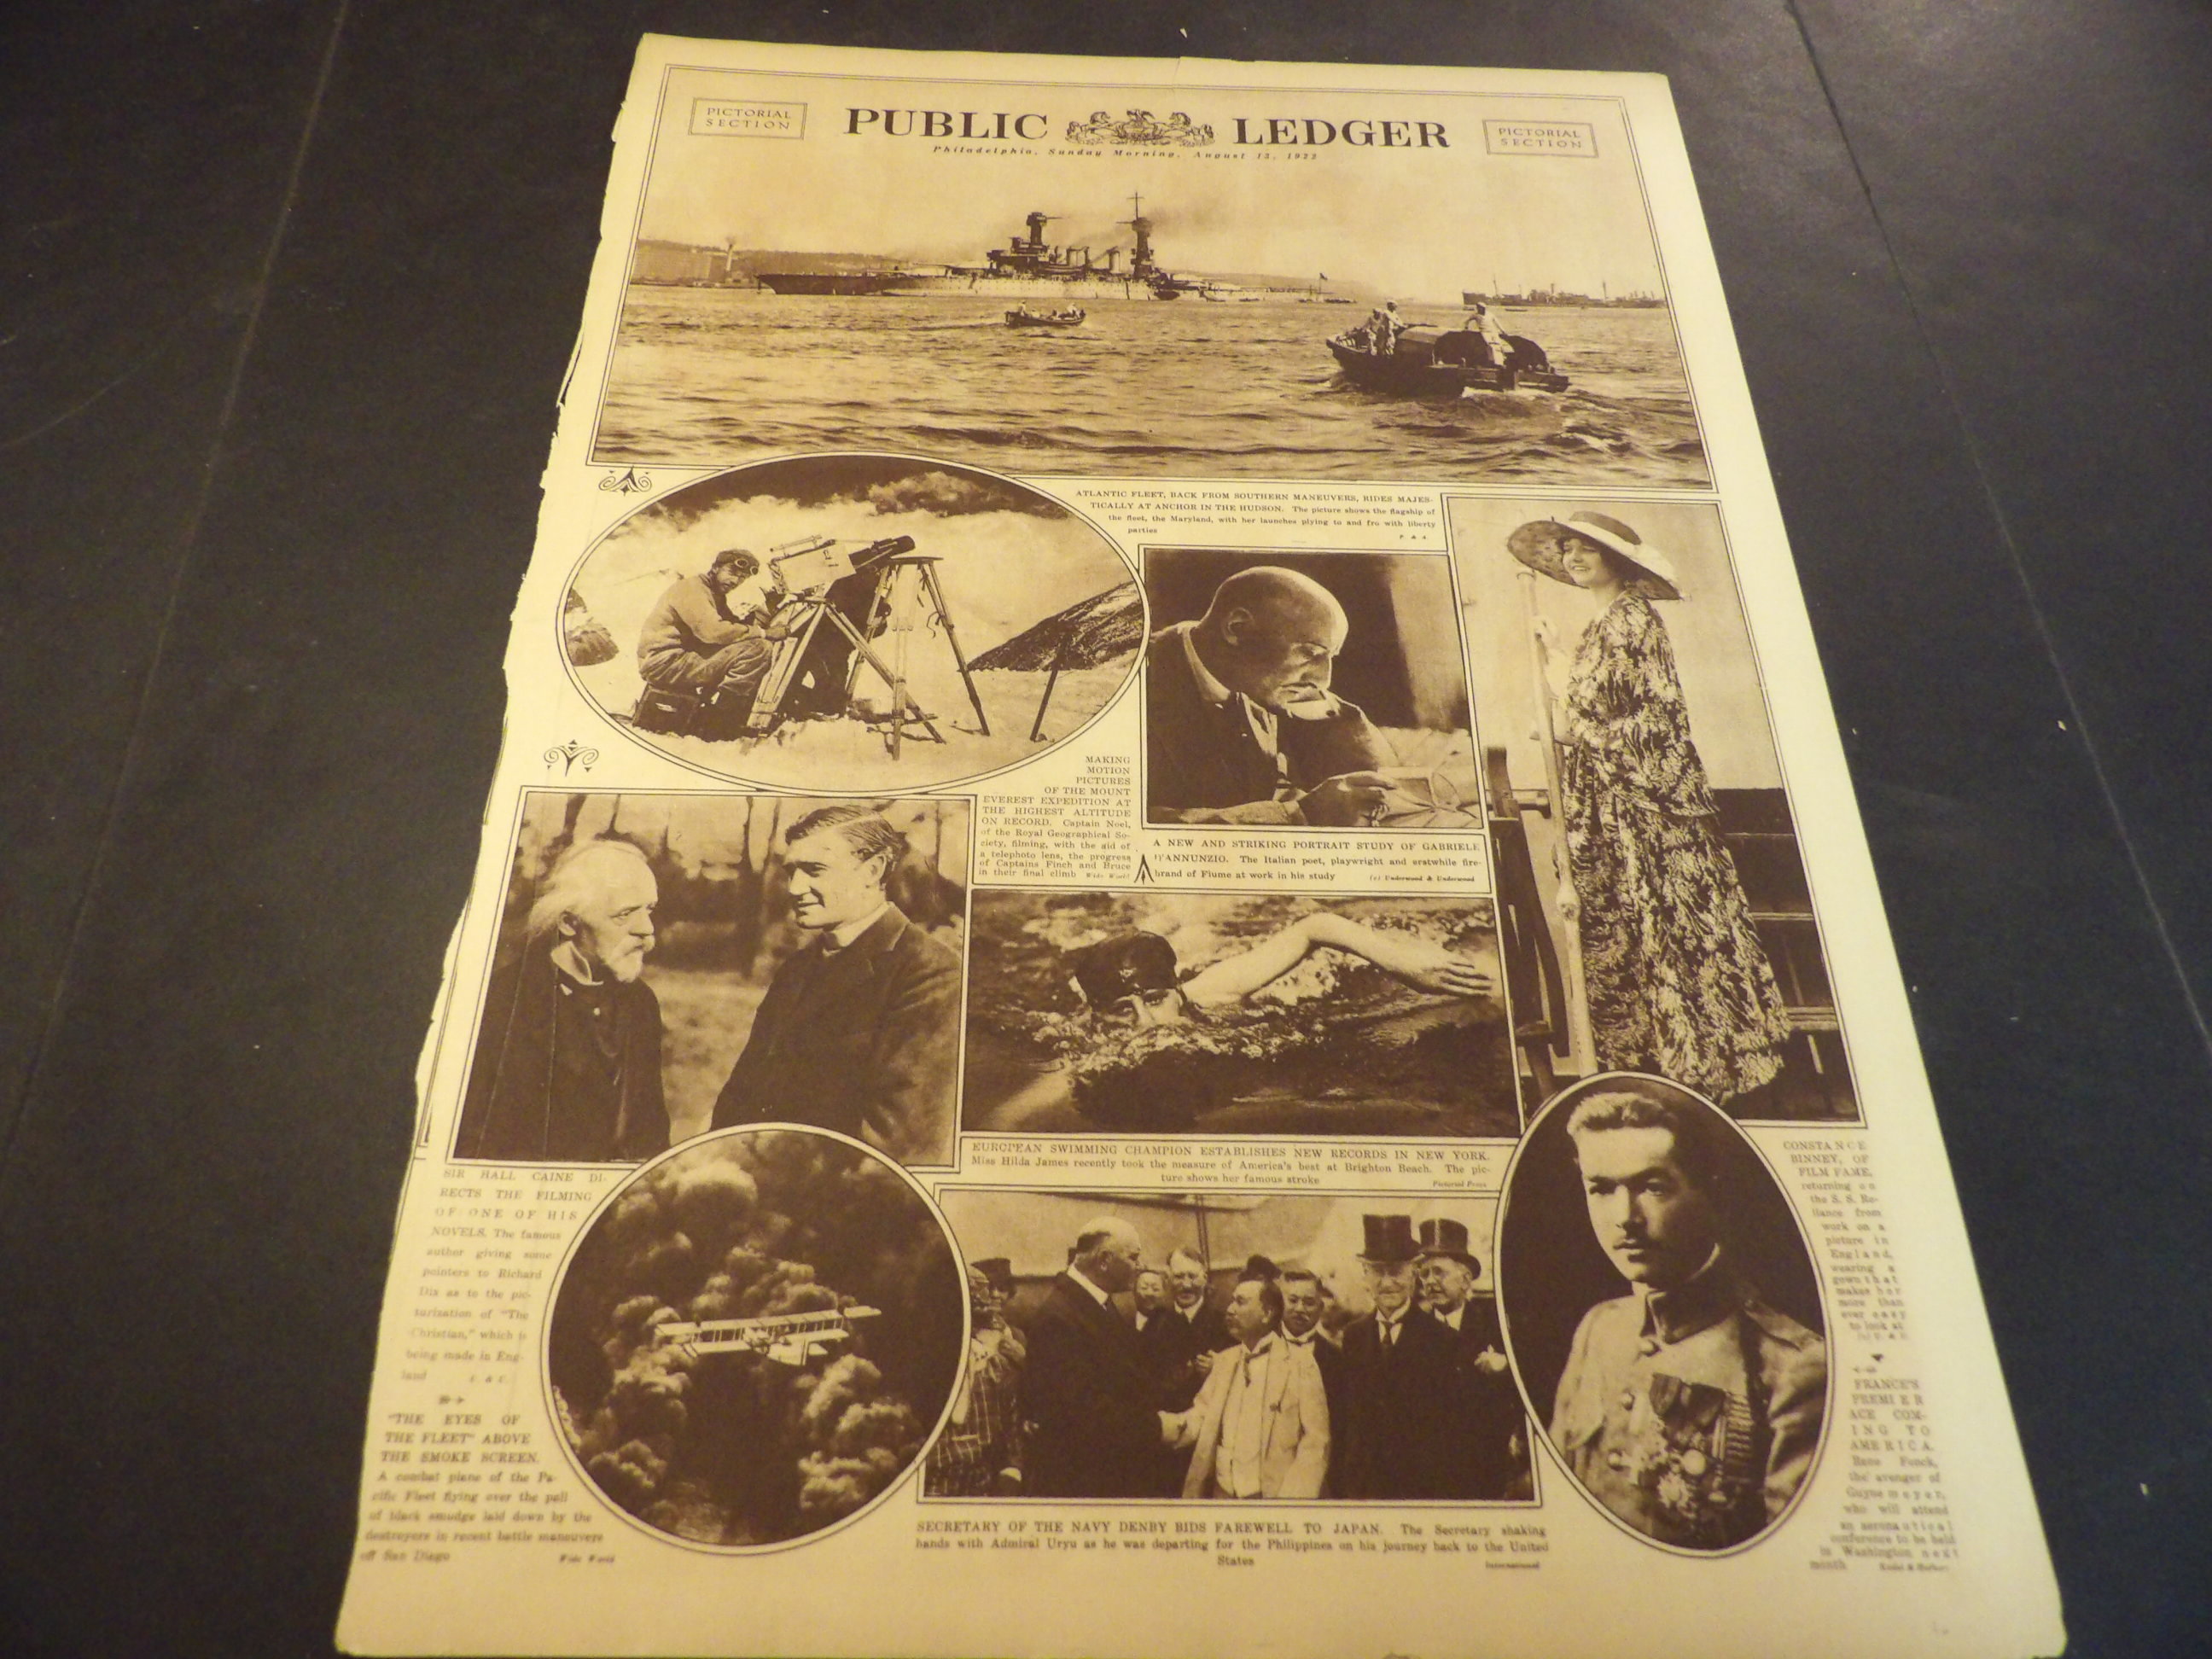 PICTORIAL
SECTION
PUBLIC LEDGER
PICTORIAL
SECTION
Philadelphia, Sunday Morning, August 13, 1922
ATLANTIC FLEET, BACK FROM SOUTHERN MANEUVERS, RIDES MAJES-
TICALLY AT ANCHOR IN THE HUDSON. The picture shows the flagship of
the fleet, the Maryland, with her launches plying to and fro with liberty
parties
P. & A.
MAKING
MOTION
PICTURES
OF THE MOUNT
EVEREST EXPEDITION AT
THE HIGHEST ALTITUDE
ON RECORD. Captain Noel,
of the Royal Geographical So-
ciety, filming, with the aid of
a telephoto lens, the progress
of Captains Finch and Bruce
in their final climb Wide World
A NEW AND STRIKING PORTRAIT STUDY OF GABRIELE
D'ANNUNZIO. The Italian poet, playwright and erstwhile fire-
brand of Fiume at work in his study (c) Underwood & Underwood
EUROPEAN SWIMMING CHAMPION ESTABLISHES NEW RECORDS IN NEW YORK.
Miss Hilda James recently took the measure of America's best at Brighton Beach. The pic-
ture shows her famous stroke Pictorial Press
SIR HALL CAINE DI-
RECTS THE FILMING
OF ONE OF HIS
NOVELS. The famous
author giving some
pointers to Richard
Dix as to the pic-
turization of "The
Christian," which is
being made in Eng-
land
"THE EYES OF
THE FLEET" ABOVE
THE SMOKE SCREEN.
A combat plane of the Pa-
cific Fleet flying over the pall
of black smudge laid down by the
destroyers in recent battle maneuvers
off San Diego Wide World
SECRETARY OF THE NAVY DENBY BIDS FAREWELL TO JAPAN. The Secretary shaking
hands with Admiral Uryu as he was departing for the Philippines on his journey back to the United
States International
CONSTANCE
BINNEY, OF
FILM FAME,
returning on
the S. S. Re-
liance from
work on a
picture in
England,
wearing a
gown that
makes her
more than
ever easy
to look at
FRANCE'S
PREMIER
ACE COM-
ING TO
AMERICA.
Rene Fonck,
the avenger of
Guynemeyer,
who will attend
an aeronautical
conference to be held
in Washington next
month